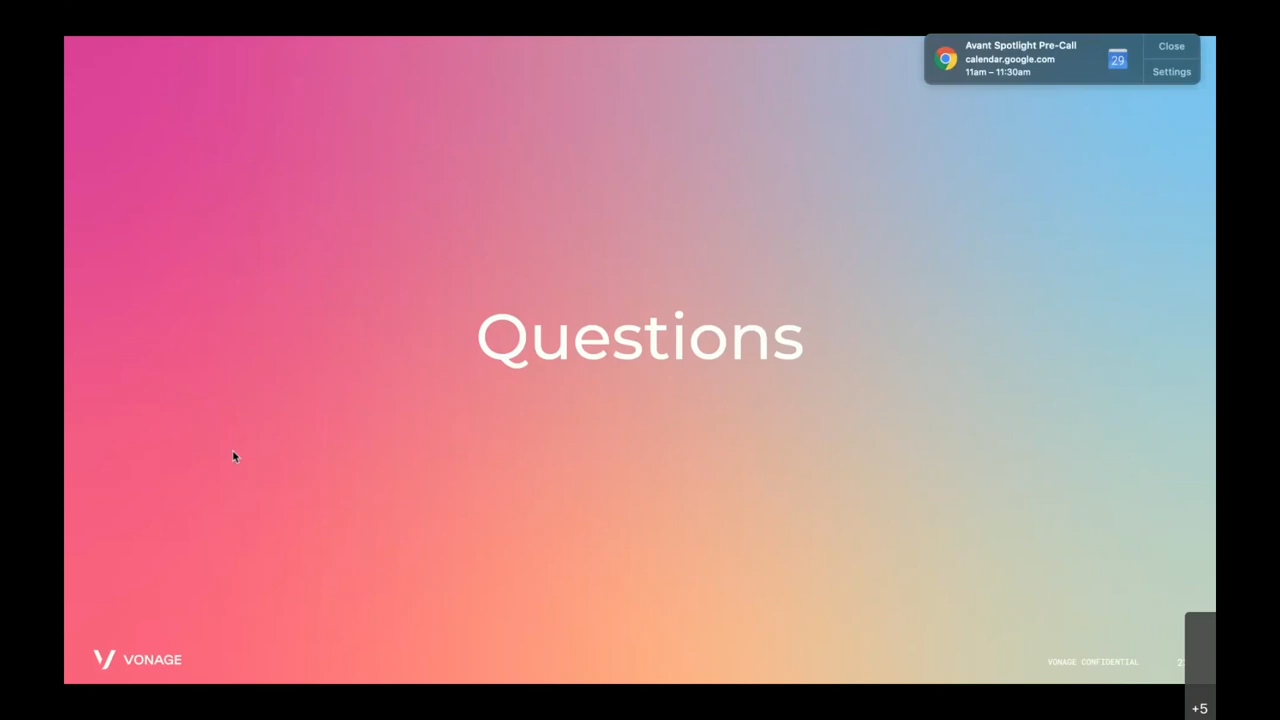 Avant Spotlight Pre-Call
calendar.google.com
11am – 11:30am
29
Close
Settings
Questions
VONAGE
VONAGE CONFIDENTIAL
+5